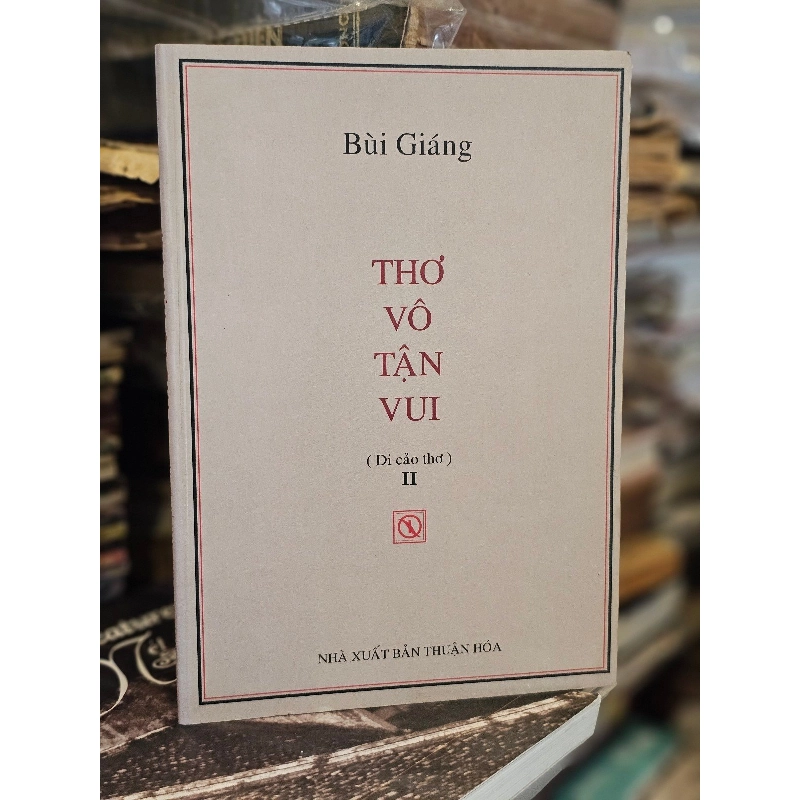 Bùi Giáng
THƠ
VÔ
TẬN
VUI
( Di cảo thơ )
II
NHÀ XUẤT BẢN THUẬN HÓA